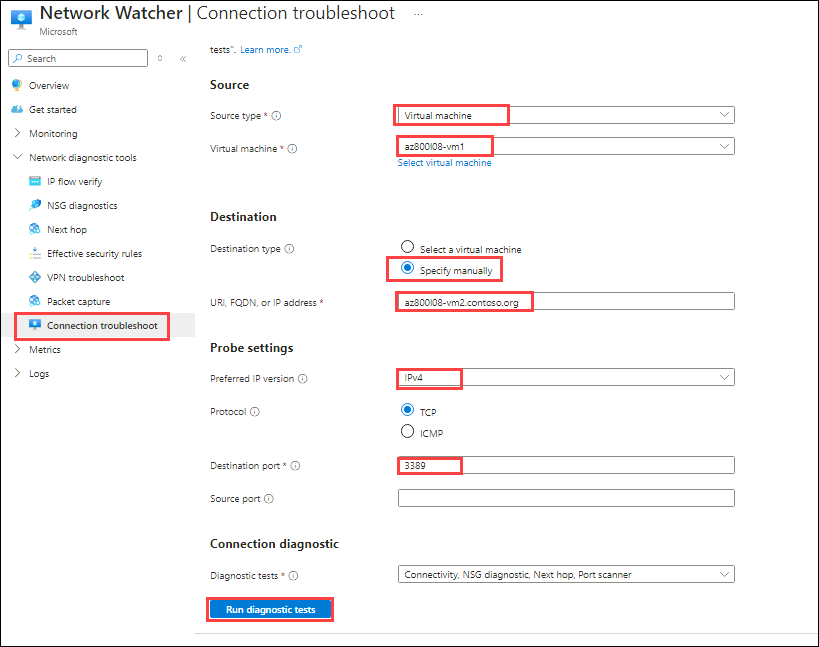 Network Watcher | Connection troubleshoot ...
Microsoft
Search
Overview
Get started
Monitoring
Network diagnostic tools
IP flow verify
NSG diagnostics
Next hop
Effective security rules
VPN troubleshoot
Packet capture
Connection troubleshoot
Metrics
Logs
tests". Learn more.
Source
Source type * Virtual machine
Virtual machine * az800l08-vm1
Select virtual machine
Destination
Destination type Select a virtual machine
Specify manually
URI, FQDN, or IP address * az800l08-vm2.contoso.org
Probe settings
Preferred IP version IPv4
Protocol TCP
ICMP
Destination port * 3389
Source port
Connection diagnostic
Diagnostic tests * Connectivity, NSG diagnostic, Next hop, Port scanner
Run diagnostic tests